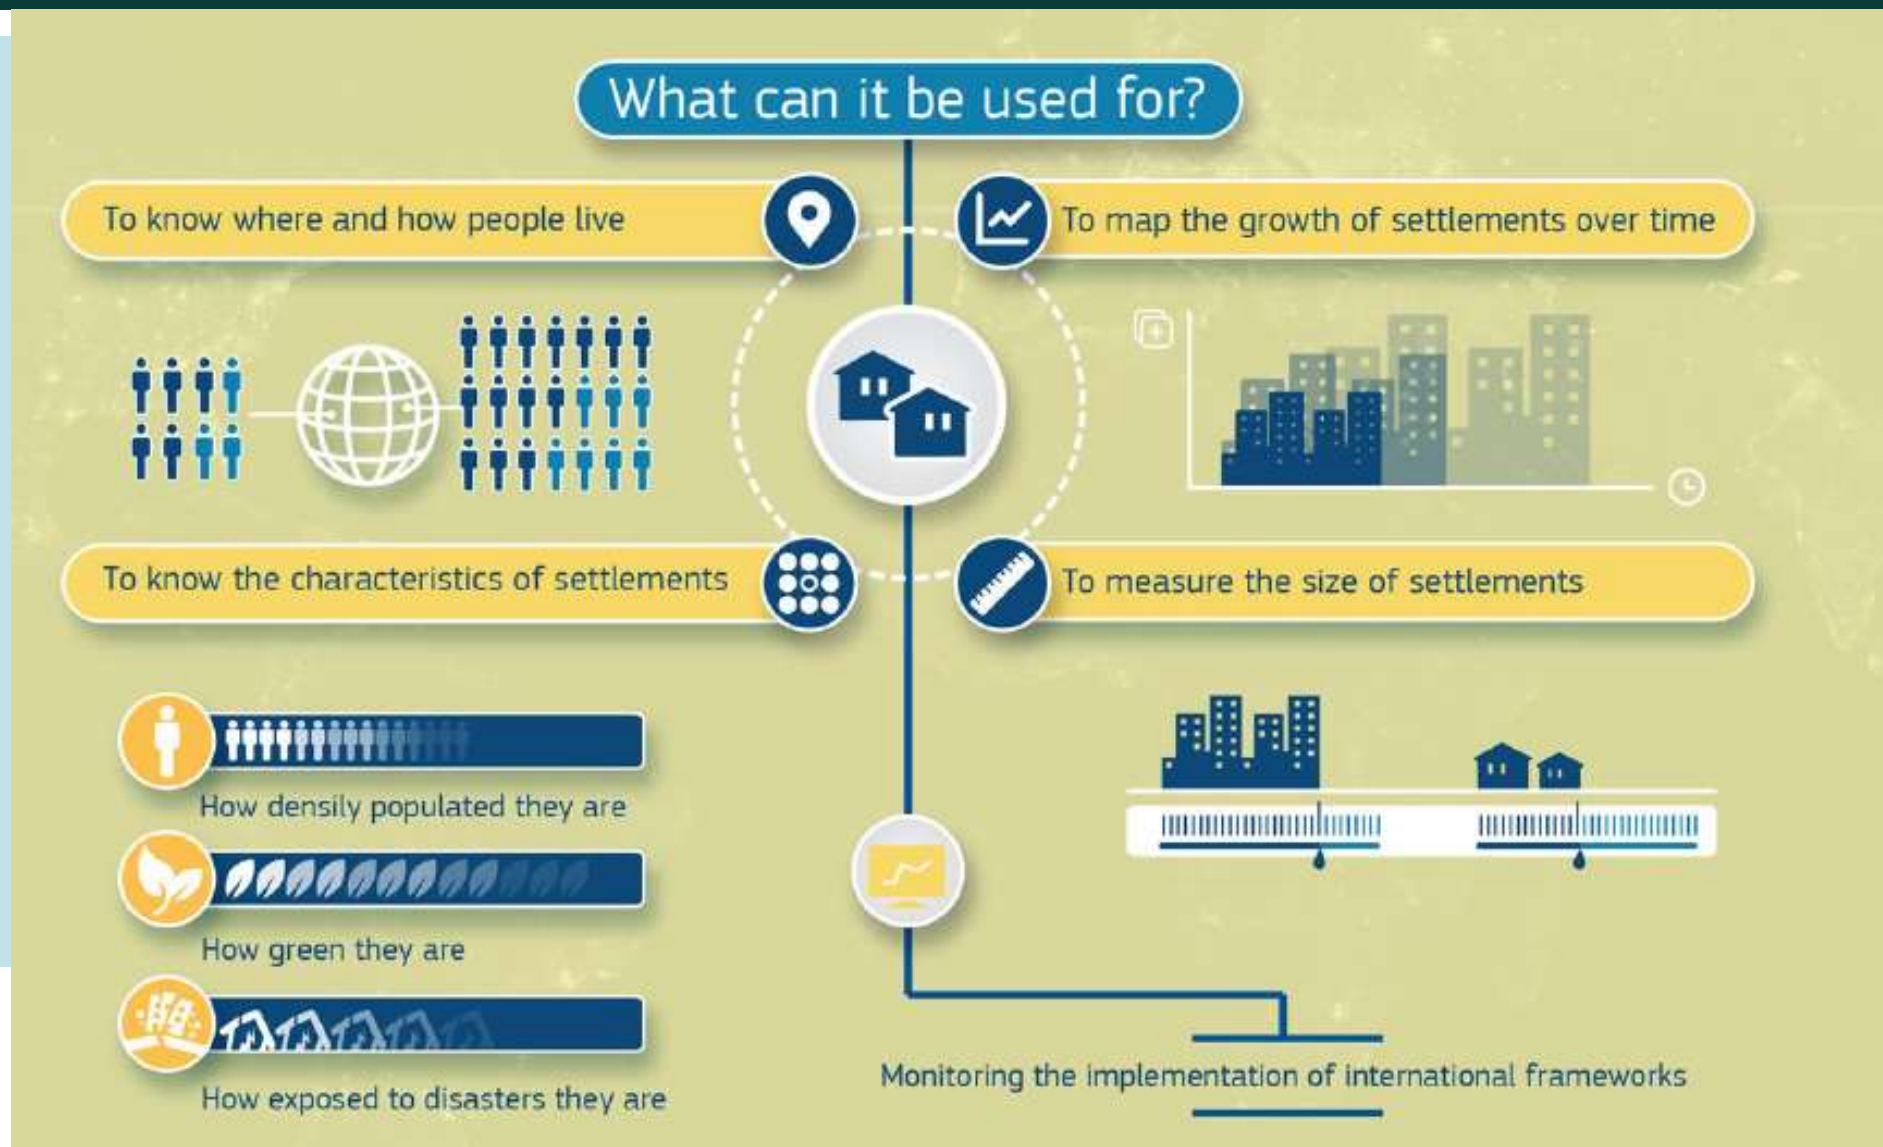 What can it be used for?
To know where and how people live
To map the growth of settlements over time
To know the characteristics of settlements
To measure the size of settlements
How densily populated they are
How green they are
How exposed to disasters they are
Monitoring the implementation of international frameworks